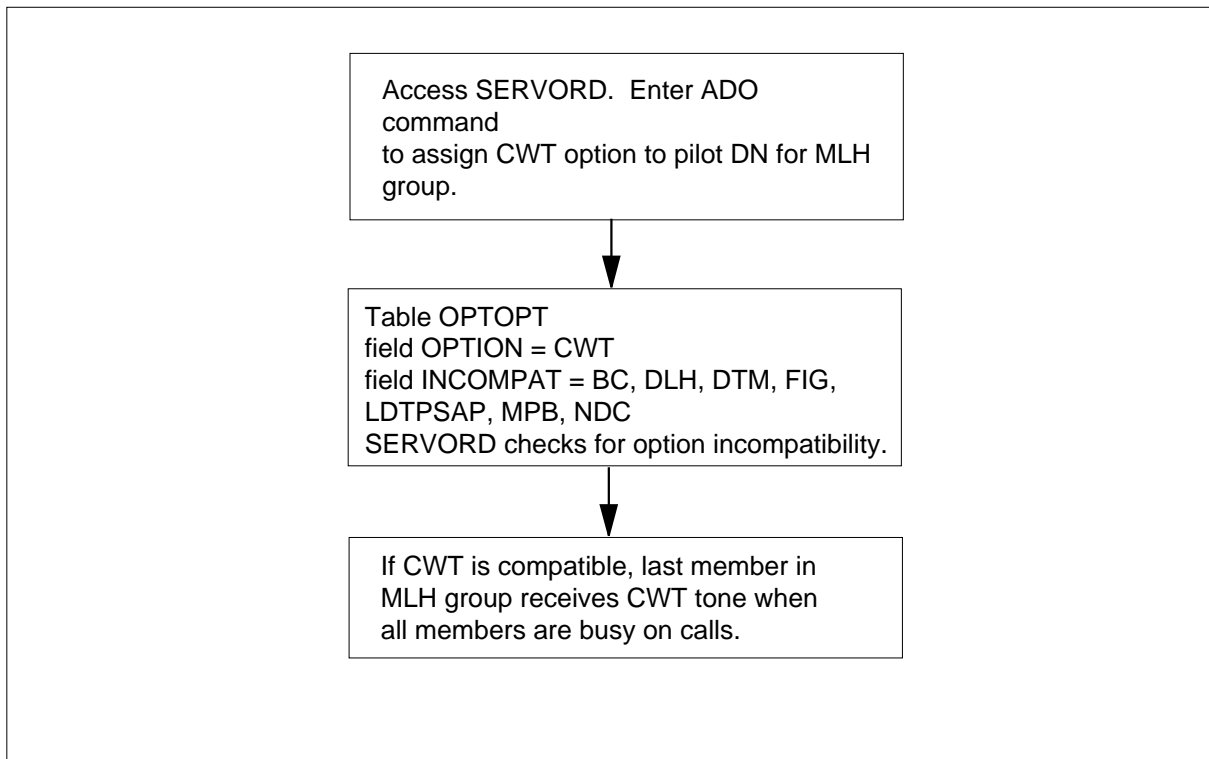 Access SERVORD.  Enter ADO
command
to assign CWT option to pilot DN for MLH
group.
Table OPTOPT
field OPTION = CWT
field INCOMPAT = BC, DLH, DTM, FIG,
LDTPSAP, MPB, NDC
SERVORD checks for option incompatibility.
If CWT is compatible, last member in
MLH group receives CWT tone when
all members are busy on calls.